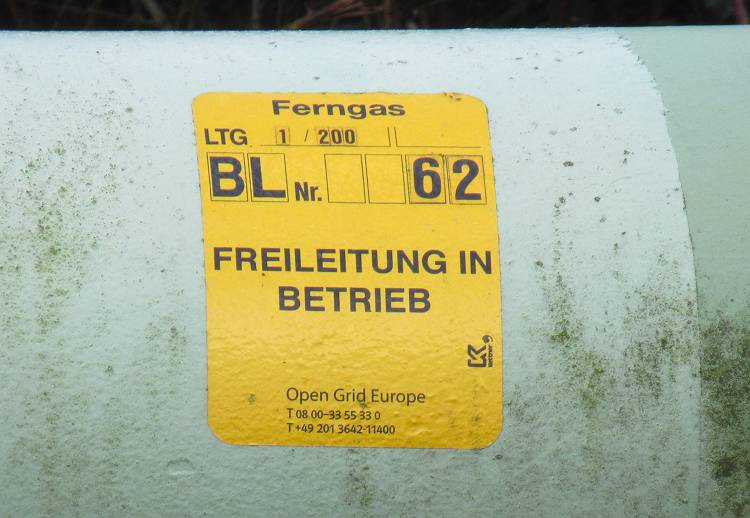 Ferngas
LTG 1 / 200
BL Nr. 62
FREILEITUNG IN
BETRIEB
Open Grid Europe
T 08 00-33 55 33 0
T +49 201 3642-11400